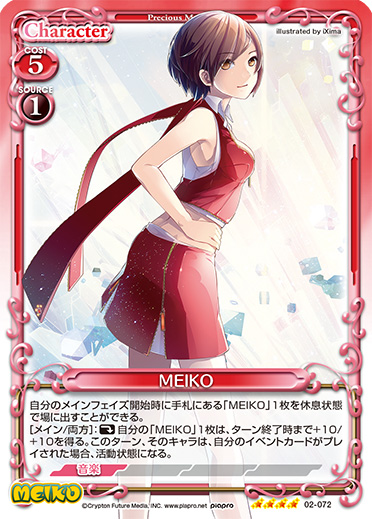 Precious M
Character
illustrated by iXima
COST
5
SOURCE
1
MEIKO
自分のメインフェイズ開始時に手札にある「MEIKO」1枚を休息状態
で場に出すことができる。
[メイン/両方]: 自分の「MEIKO」1枚は、ターン終了時まで+10/
+10を得る。このターン、そのキャラは、自分のイベントカードがプレ
イされた場合、活動状態になる。
音楽
MEIKO
©Crypton Future Media, INC. www.piapro.net piapro
02-072